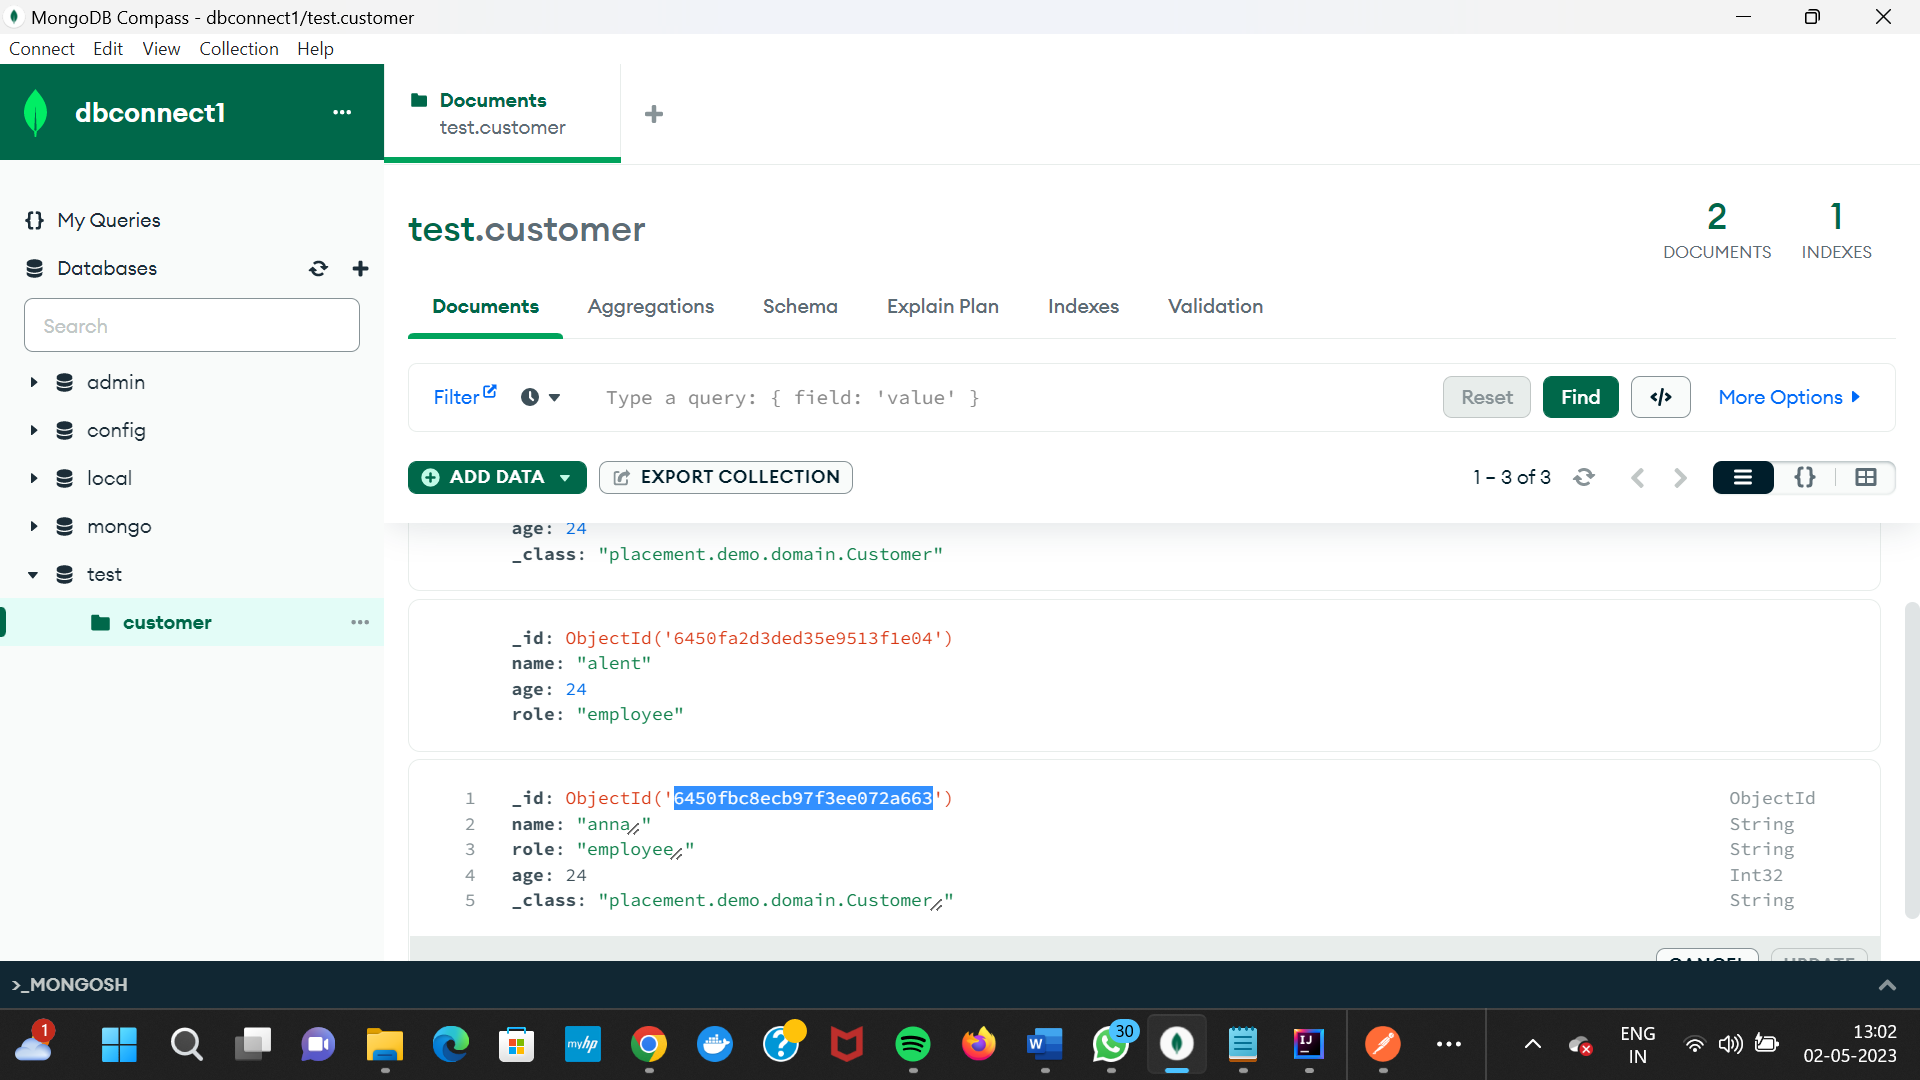 MongoDB Compass - dbconnect1/test.customer
Connect Edit View Collection Help
dbconnect1
Documents
test.customer
{} My Queries
Databases
Search
admin
config
local
mongo
test
customer
test.customer
2
DOCUMENTS
1
INDEXES
Documents Aggregations Schema Explain Plan Indexes Validation
Filter Type a query: { field: 'value' } Reset Find </> More Options
ADD DATA EXPORT COLLECTION 1 – 3 of 3 {}
age: 24
_class: "placement.demo.domain.Customer"
_id: ObjectId('6450fa2d3ded35e9513f1e04')
name: "alent"
age: 24
role: "employee"
1 _id: ObjectId('6450fbc8ecb97f3ee072a663') ObjectId
2 name: "anna" String
3 role: "employee" String
4 age: 24 Int32
5 _class: "placement.demo.domain.Customer" String
CANCEL UPDATE
>_MONGOSH
1
myhp
?
W
30
IJ
ENG
IN
13:02
02-05-2023